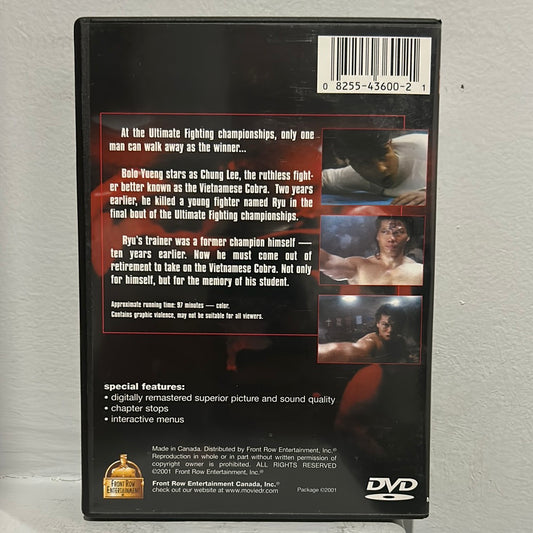 0 8255-43600-2 1
At the Ultimate Fighting championships, only one
man can walk away as the winner...
Bolo Yueng stars as Chung Lee, the ruthless fight-
er better known as the Vietnamese Cobra. Two years
earlier, he killed a young fighter named Ryu in the
final bout of the Ultimate Fighting championships.
Ryu's trainer was a former champion himself —
ten years earlier. Now he must come out of
retirement to take on the Vietnamese Cobra. Not only
for himself, but for the memory of his student.
Approximate running time: 97 minutes — color.
Contains graphic violence, may not be suitable for all viewers.
special features:
• digitally remastered superior picture and sound quality
• chapter stops
• interactive menus
Made in Canada. Distributed by Front Row Entertainment, Inc.®
Reproduction in whole or in part without written permission of
copyright owner is prohibited. ALL RIGHTS RESERVED
©2001 Front Row Entertainment, Inc.®
Front Row Entertainment Canada, Inc.®
check out our website at www.moviedr.com
Package ©2001
FRONT ROW
ENTERTAINMENT
DVD